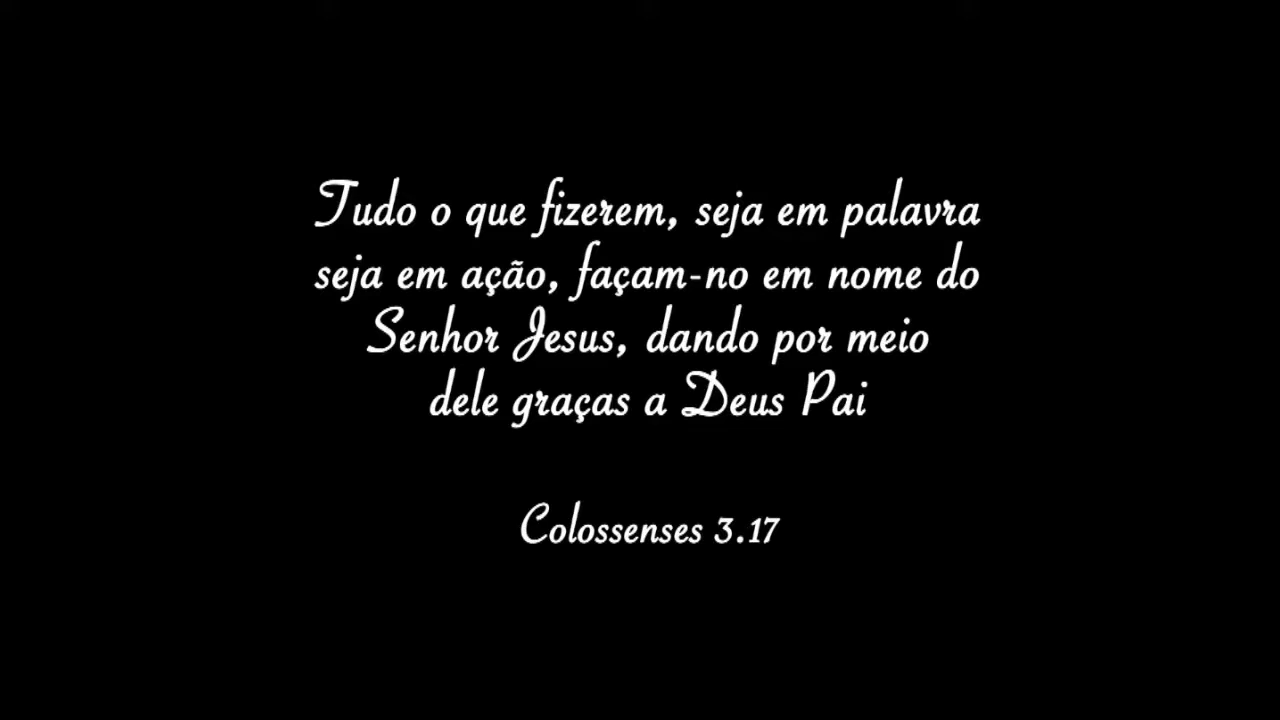 Tudo o que fizerem, seja em palavra
seja em ação, façam-no em nome do
Senhor Jesus, dando por meio
dele graças a Deus Pai
Colossenses 3.17